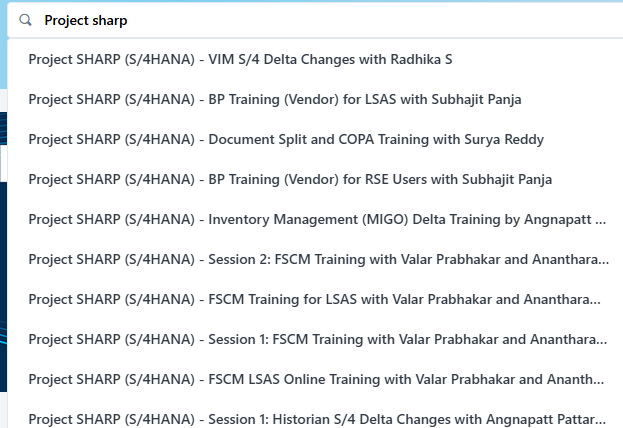 Project sharp
Project SHARP (S/4HANA) - VIM S/4 Delta Changes with Radhika S
Project SHARP (S/4HANA) - BP Training (Vendor) for LSAS with Subhajit Panja
Project SHARP (S/4HANA) - Document Split and COPA Training with Surya Reddy
Project SHARP (S/4HANA) - BP Training (Vendor) for RSE Users with Subhajit Panja
Project SHARP (S/4HANA) - Inventory Management (MIGO) Delta Training by Angnapatt ...
Project SHARP (S/4HANA) - Session 2: FSCM Training with Valar Prabhakar and Ananthara...
Project SHARP (S/4HANA) - FSCM Training for LSAS with Valar Prabhakar and Ananthara...
Project SHARP (S/4HANA) - Session 1: FSCM Training with Valar Prabhakar and Ananthara...
Project SHARP (S/4HANA) - FSCM LSAS Online Training with Valar Prabhakar and Ananth...
Project SHARP (S/4HANA) - Session 1: Historian S/4 Delta Changes with Angnapatt Pattar...